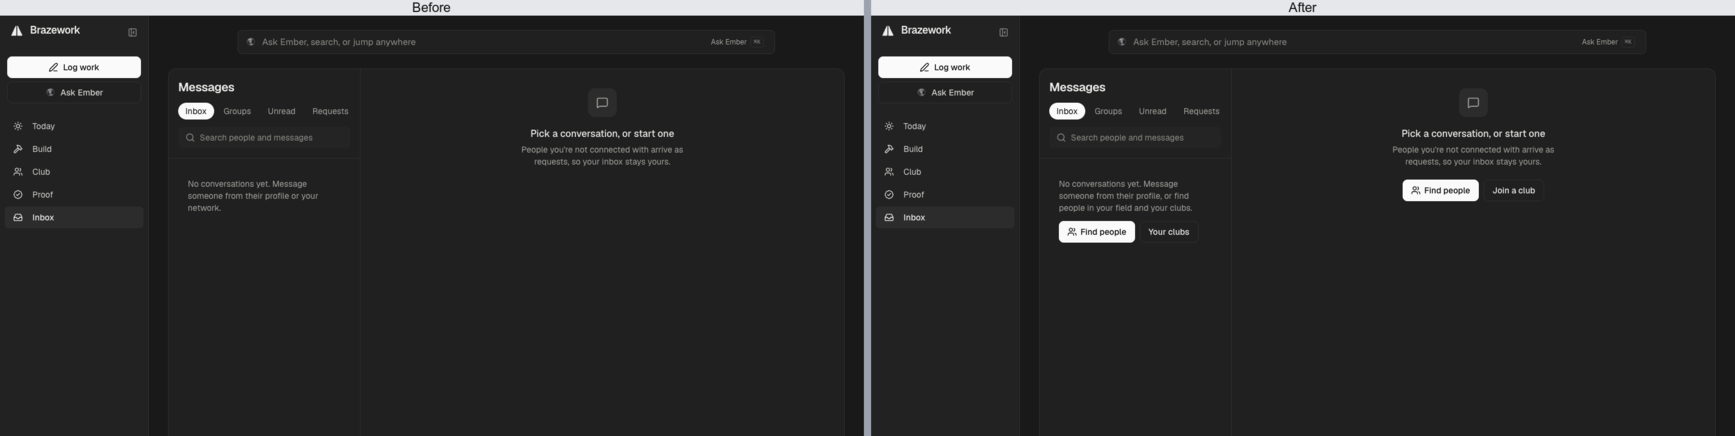 Before
Brazework
Log work
Ask Ember
Today
Build
Club
Proof
Inbox
Ask Ember, search, or jump anywhere
Ask Ember ⌘K
Messages
Inbox Groups Unread Requests
Search people and messages
No conversations yet. Message
someone from their profile or your
network.
Pick a conversation, or start one
People you're not connected with arrive as
requests, so your inbox stays yours.
After
Brazework
Log work
Ask Ember
Today
Build
Club
Proof
Inbox
Ask Ember, search, or jump anywhere
Ask Ember ⌘K
Messages
Inbox Groups Unread Requests
Search people and messages
No conversations yet. Message
someone from their profile, or find
people in your field and your clubs.
Find people Your clubs
Pick a conversation, or start one
People you're not connected with arrive as
requests, so your inbox stays yours.
Find people Join a club